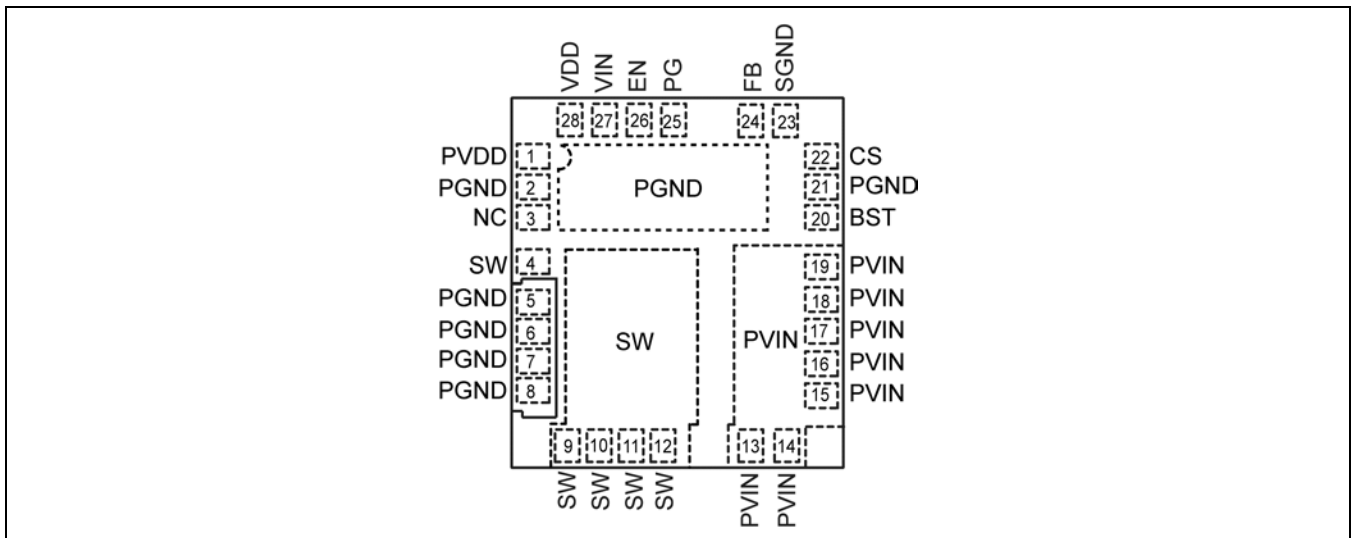 VDD VIN EN PG FB SGND
28 27 26 25 24 23
PVDD 1 22 CS
PGND 2 PGND 21 PGND
NC 3 20 BST
SW 4 19 PVIN
PGND 5 18 PVIN
PGND 6 17 PVIN
SW PVIN
PGND 7 16 PVIN
PGND 8 15 PVIN
9 10 11 12 13 14
SW SW SW SW PVIN PVIN